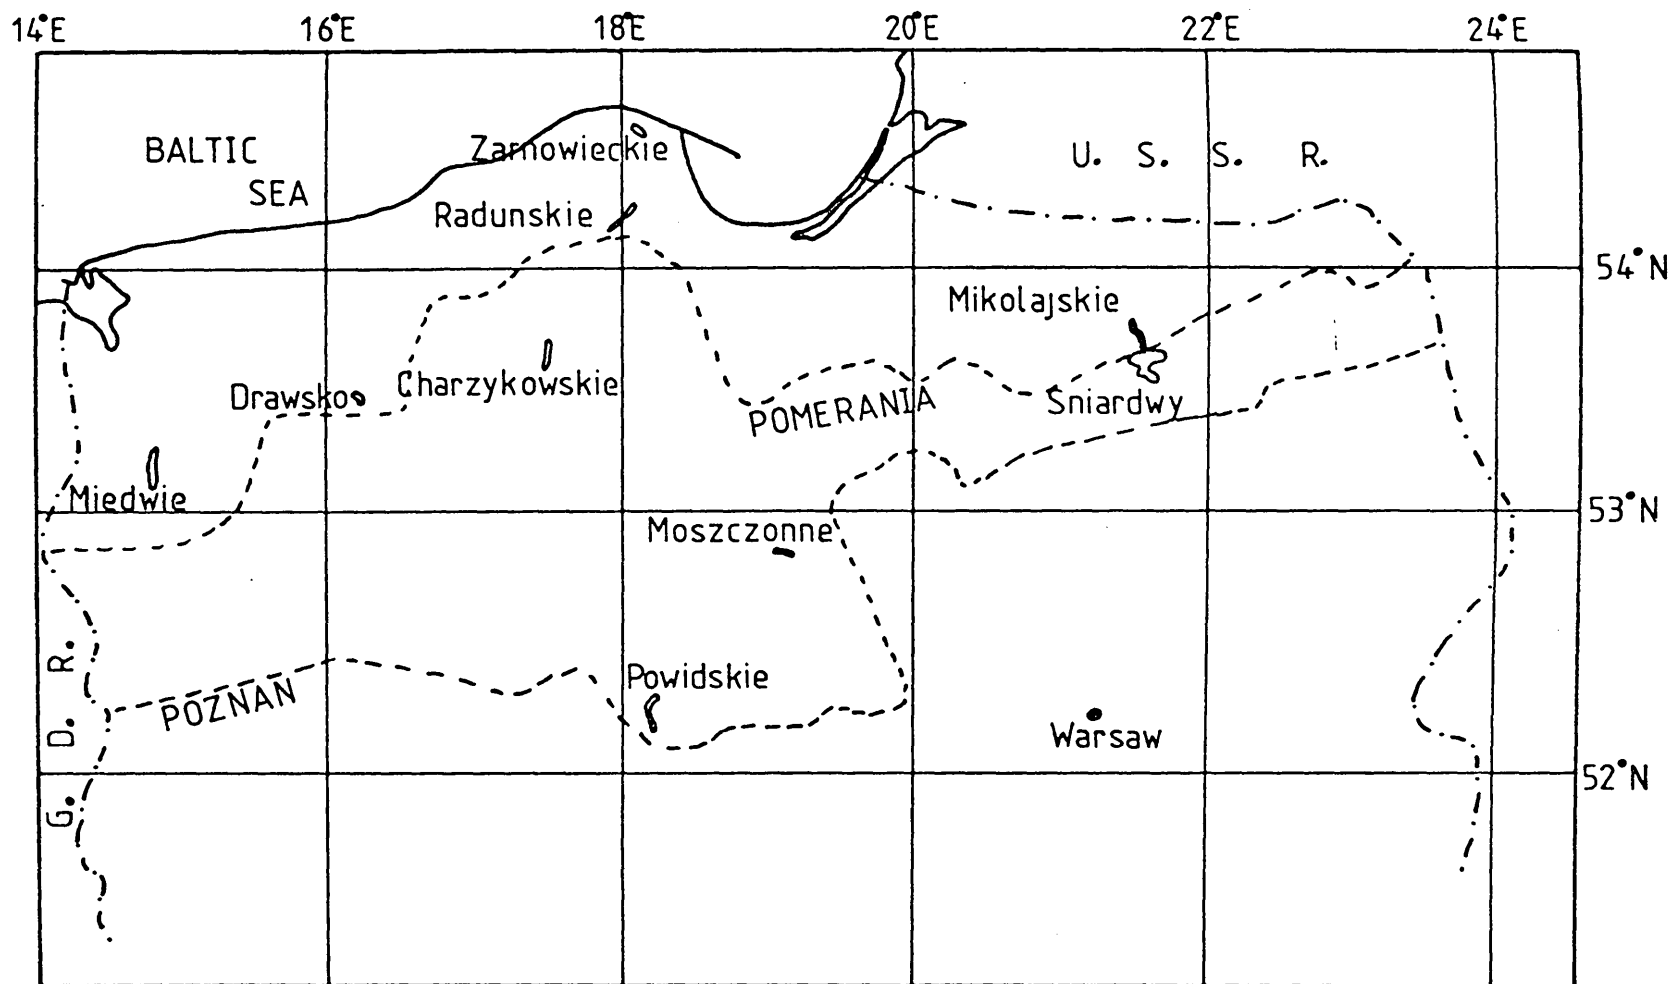 14°E 16°E 18°E 20°E 22°E 24°E
BALTIC
SEA
Zarnowieckie
U. S. S. R.
Radunskie
54°N
Mikolajskie
Drawsko
Charzykowskie
POMERANIA
Sniardwy
Miedwie
53°N
Moszczonne
G. D. R.
POZNAN
Powidskie
Warsaw
52°N